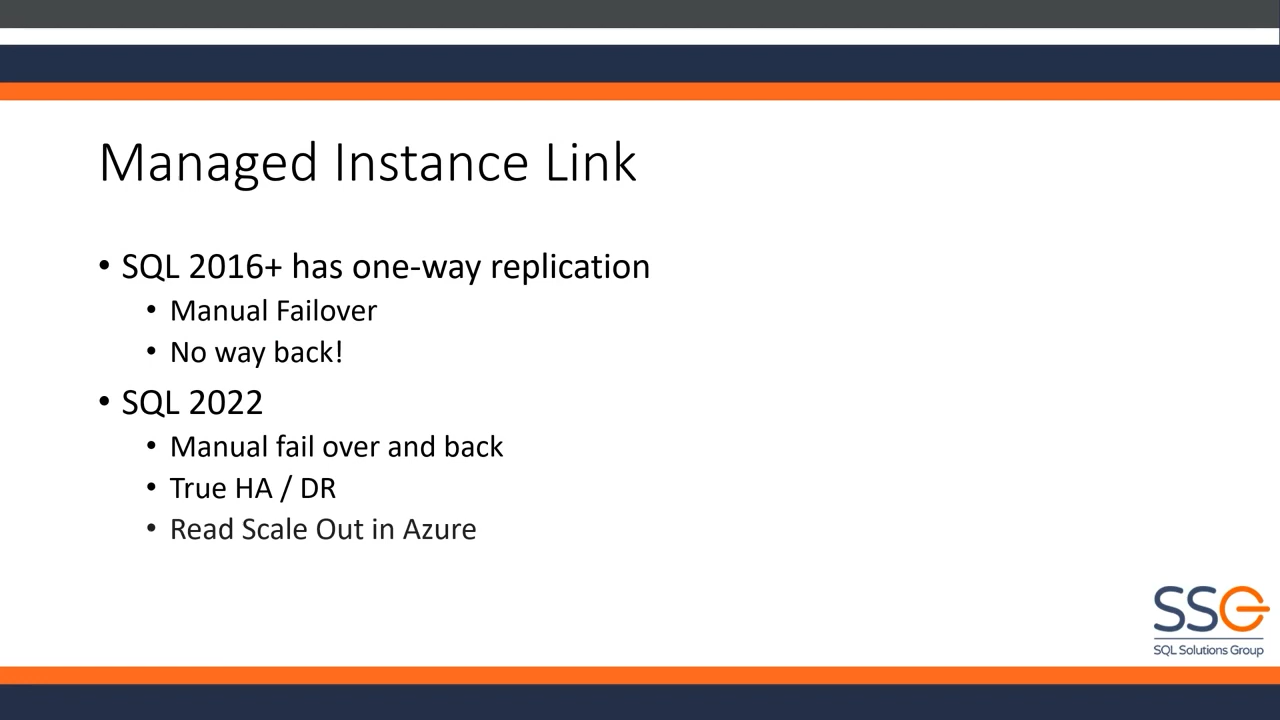 Managed Instance Link
• SQL 2016+ has one-way replication
• Manual Failover
• No way back!
• SQL 2022
• Manual fail over and back
• True HA / DR
• Read Scale Out in Azure
SSG
SQL Solutions Group